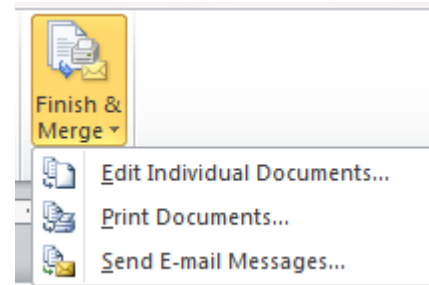 Finish &
Merge
Edit Individual Documents...
Print Documents...
Send E-mail Messages...